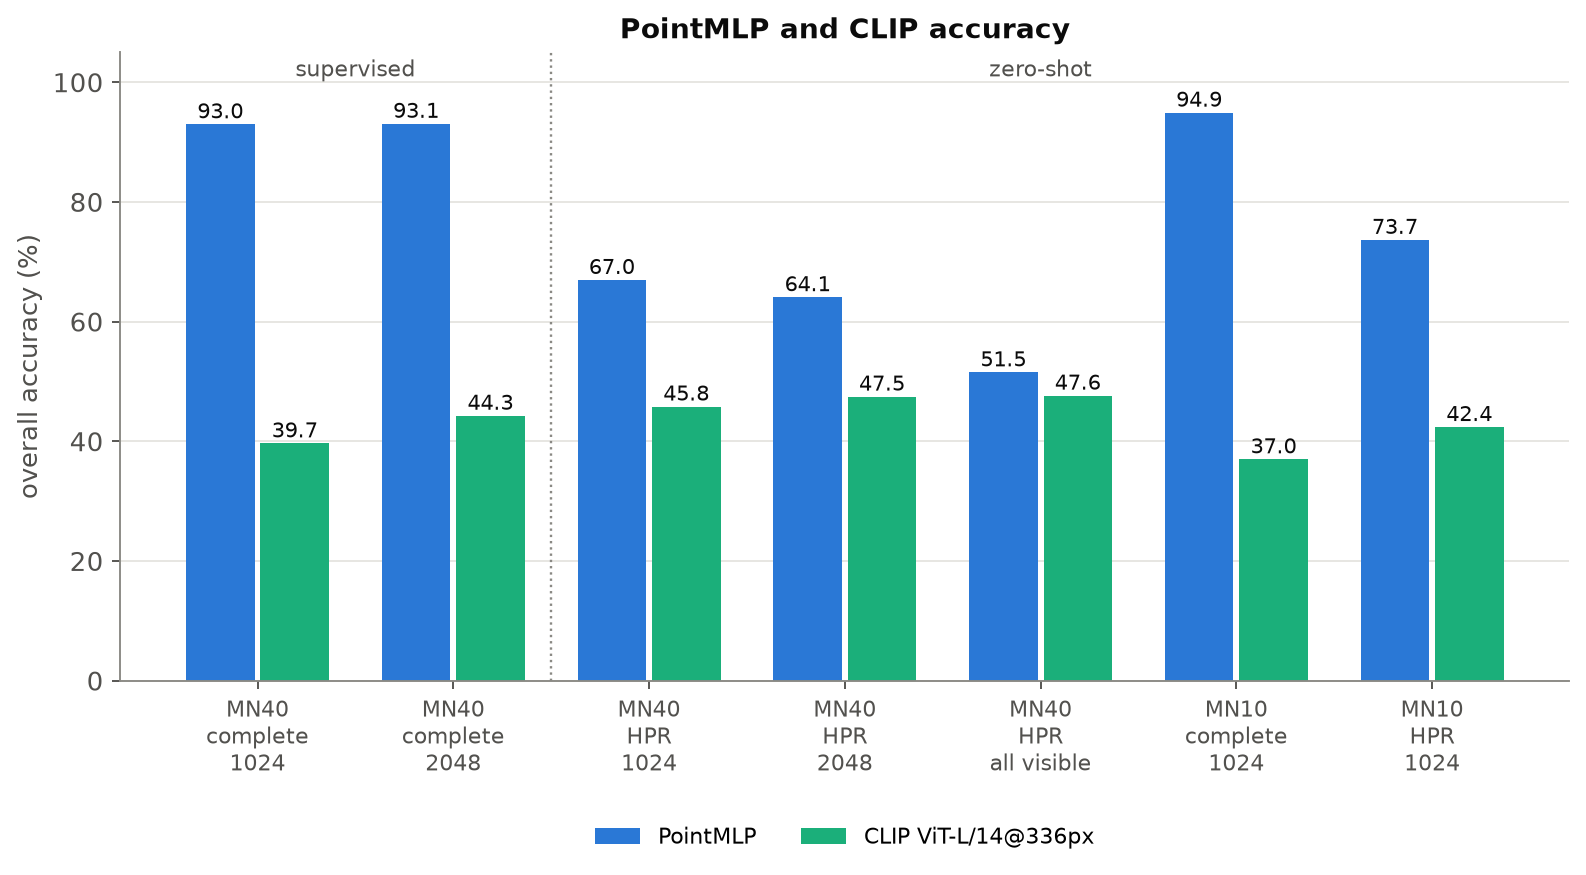 PointMLP and CLIP accuracy
supervised
zero-shot
overall accuracy (%)
100
80
60
40
20
0
93.0
39.7
93.1
44.3
67.0
45.8
64.1
47.5
51.5
47.6
94.9
37.0
73.7
42.4
MN40
complete
1024
MN40
complete
2048
MN40
HPR
1024
MN40
HPR
2048
MN40
HPR
all visible
MN10
complete
1024
MN10
HPR
1024
PointMLP
CLIP ViT-L/14@336px